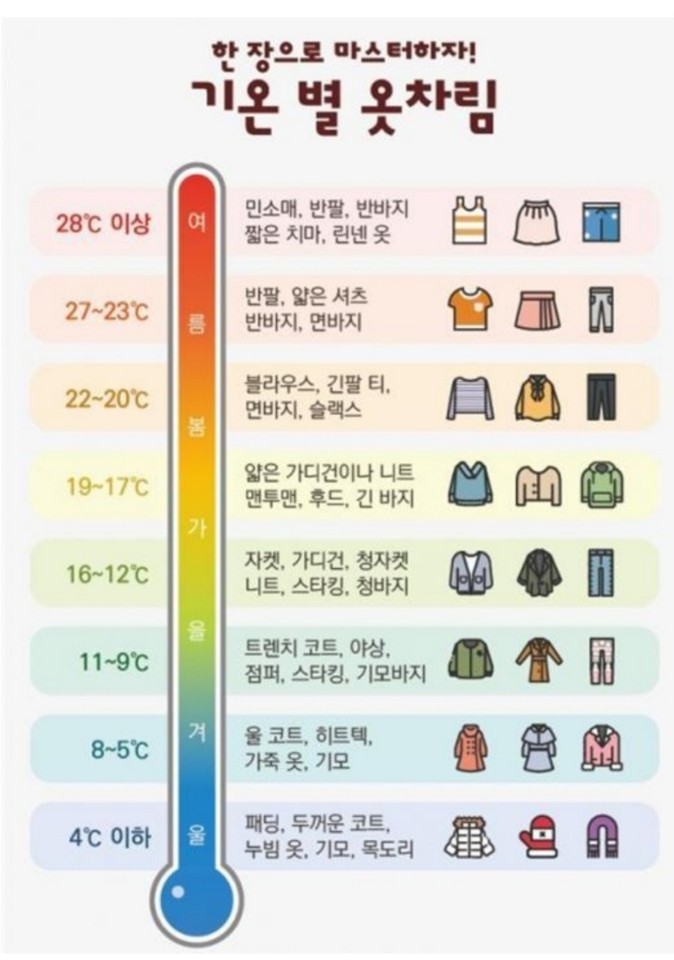 한 장으로 마스터하자!
기온 별 옷차림
28℃ 이상
민소매, 반팔, 반바지
짧은 치마, 린넨 옷
27~23℃
반팔, 얇은 셔츠
반바지, 면바지
22~20℃
블라우스, 긴팔 티,
면바지, 슬랙스
19~17℃
얇은 가디건이나 니트
맨투맨, 후드, 긴 바지
16~12℃
자켓, 가디건, 청자켓
니트, 스타킹, 청바지
11~9℃
트렌치 코트, 야상,
점퍼, 스타킹, 기모바지
8~5℃
울 코트, 히트텍,
가죽 옷, 기모
4℃ 이하
패딩, 두꺼운 코트,
누빔 옷, 기모, 목도리
여
름
봄
가
을
겨
울